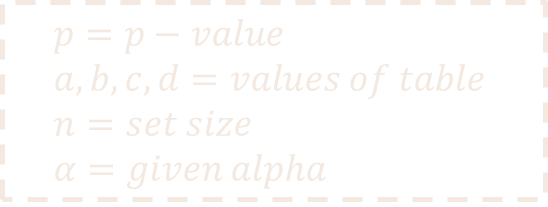 p = p − value
a, b, c, d = values of table
n = set size
α = given alpha